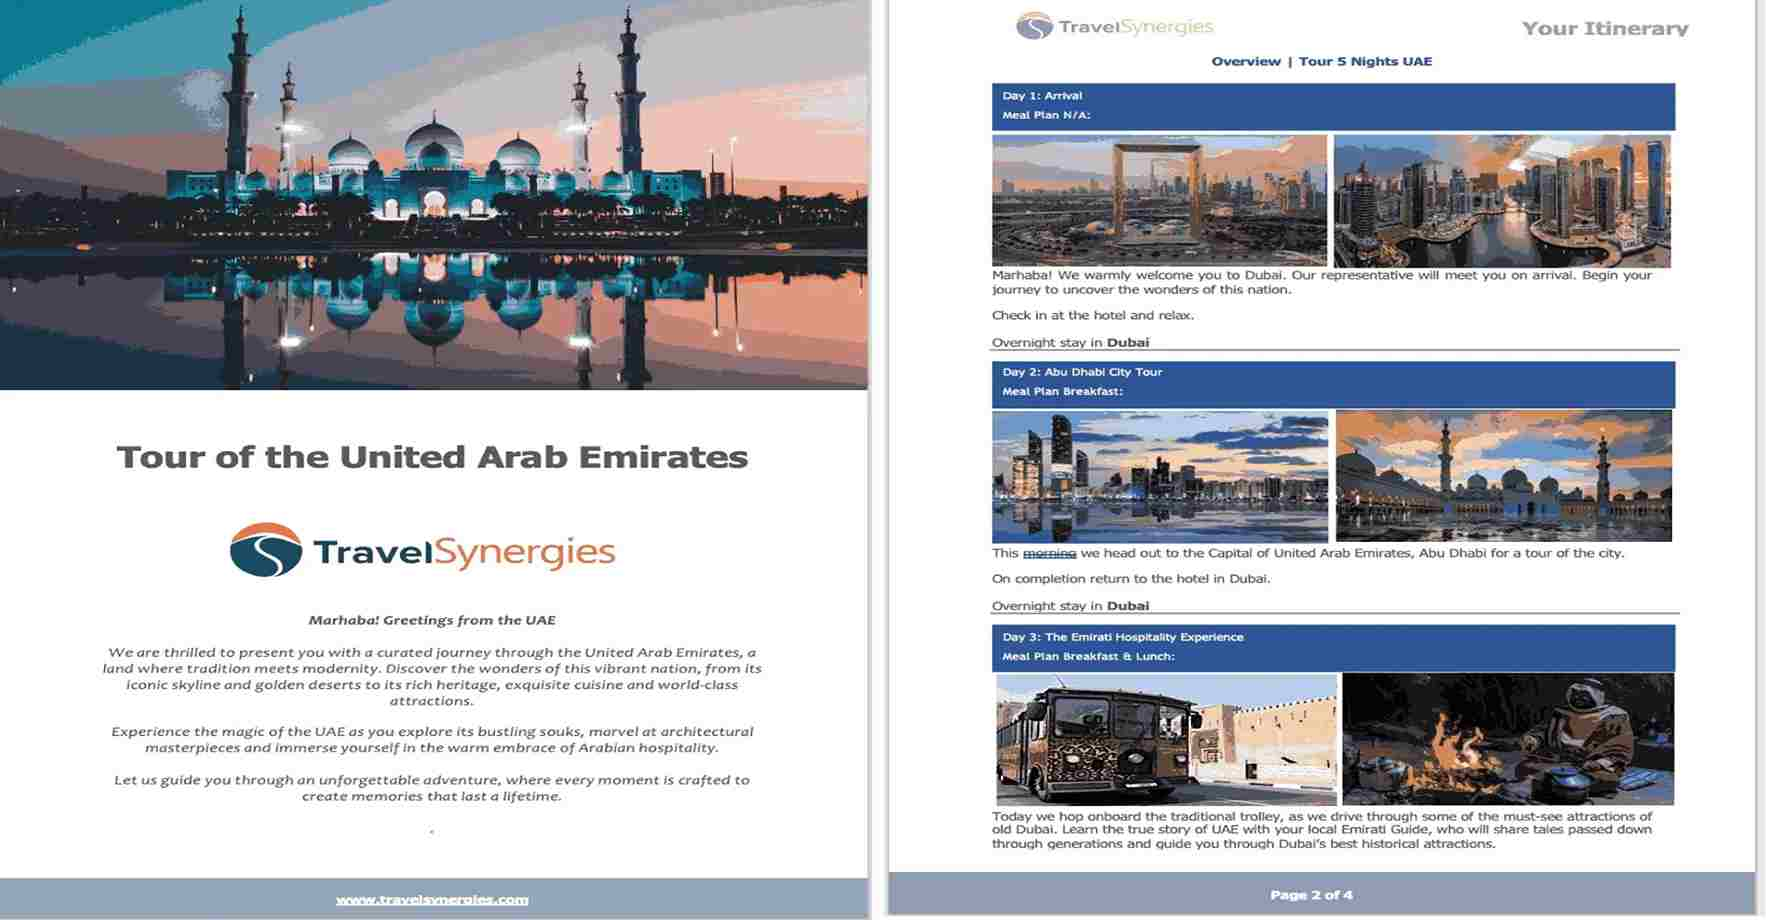 Tour of the United Arab Emirates
TravelSynergies
Marhaba! Greetings from the UAE
We are thrilled to present you with a curated journey through the United Arab Emirates, a
land where tradition meets modernity. Discover the wonders of this vibrant nation, from its
iconic skyline and golden deserts to its rich heritage, exquisite cuisine and world-class
attractions.
Experience the magic of the UAE as you explore its bustling souks, marvel at architectural
masterpieces and immerse yourself in the warm embrace of Arabian hospitality.
Let us guide you through an unforgettable adventure, where every moment is crafted to
create memories that last a lifetime.
.
www.travelsynergies.com
TravelSynergies
Your Itinerary
Overview | Tour 5 Nights UAE
Day 1: Arrival
Meal Plan N/A:
Marhaba! We warmly welcome you to Dubai. Our representative will meet you on arrival. Begin your
journey to uncover the wonders of this nation.
Check in at the hotel and relax.
Overnight stay in Dubai
Day 2: Abu Dhabi City Tour
Meal Plan Breakfast:
This morning we head out to the Capital of United Arab Emirates, Abu Dhabi for a tour of the city.
On completion return to the hotel in Dubai.
Overnight stay in Dubai
Day 3: The Emirati Hospitality Experience
Meal Plan Breakfast & Lunch:
Today we hop onboard the traditional trolley, as we drive through some of the must-see attractions of
old Dubai. Learn the true story of UAE with your local Emirati Guide, who will share tales passed down
through generations and guide you through Dubai's best historical attractions.
Page 2 of 4